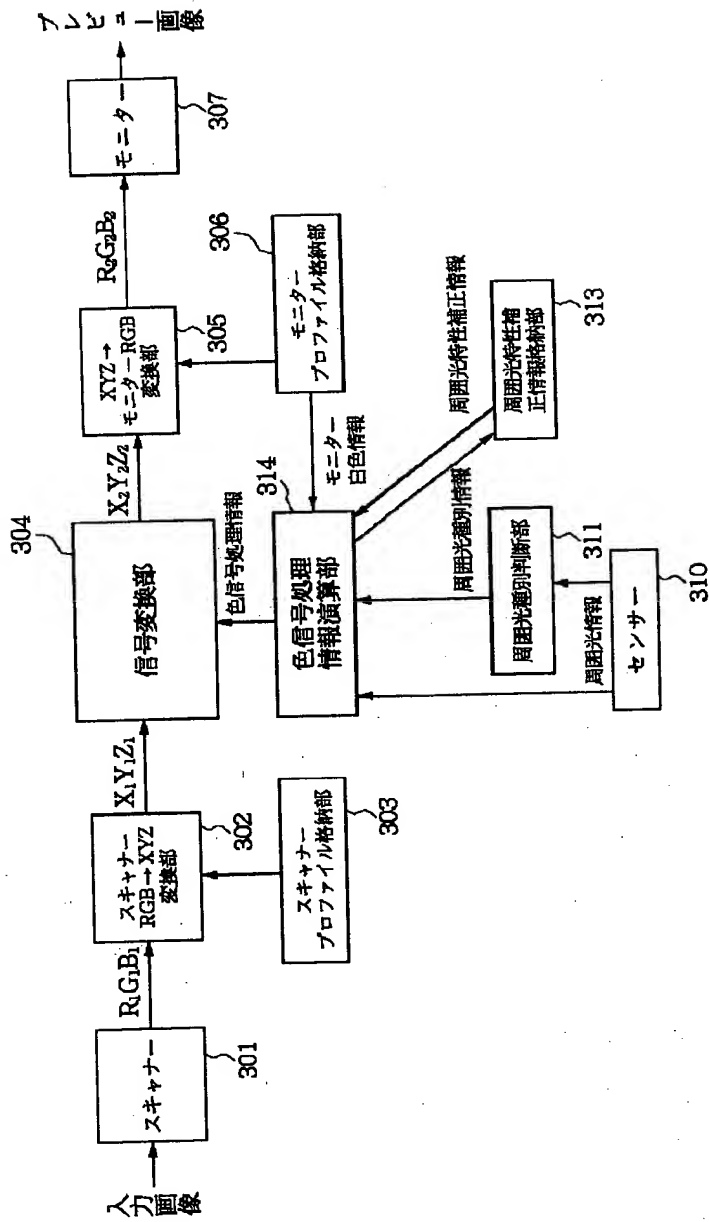 入力画像
スキャナー
301
R₁G₁B₁
スキャナー
RGB→XYZ
変換部
302
スキャナー
プロファイル格納部
303
X₁Y₁Z₁
信号変換部
304
X₂Y₂Z₂
XYZ→
モニターRGB
変換部
305
R₂G₂B₂
モニター
307
プレビュー画像
色信号処理情報
色信号処理
情報演算部
314
モニター
白色情報
モニター
プロファイル格納部
306
周囲光種別情報
周囲光特性補正情報
周囲光特性補
正情報格納部
313
周囲光種別判断部
311
周囲光情報
センサー
310